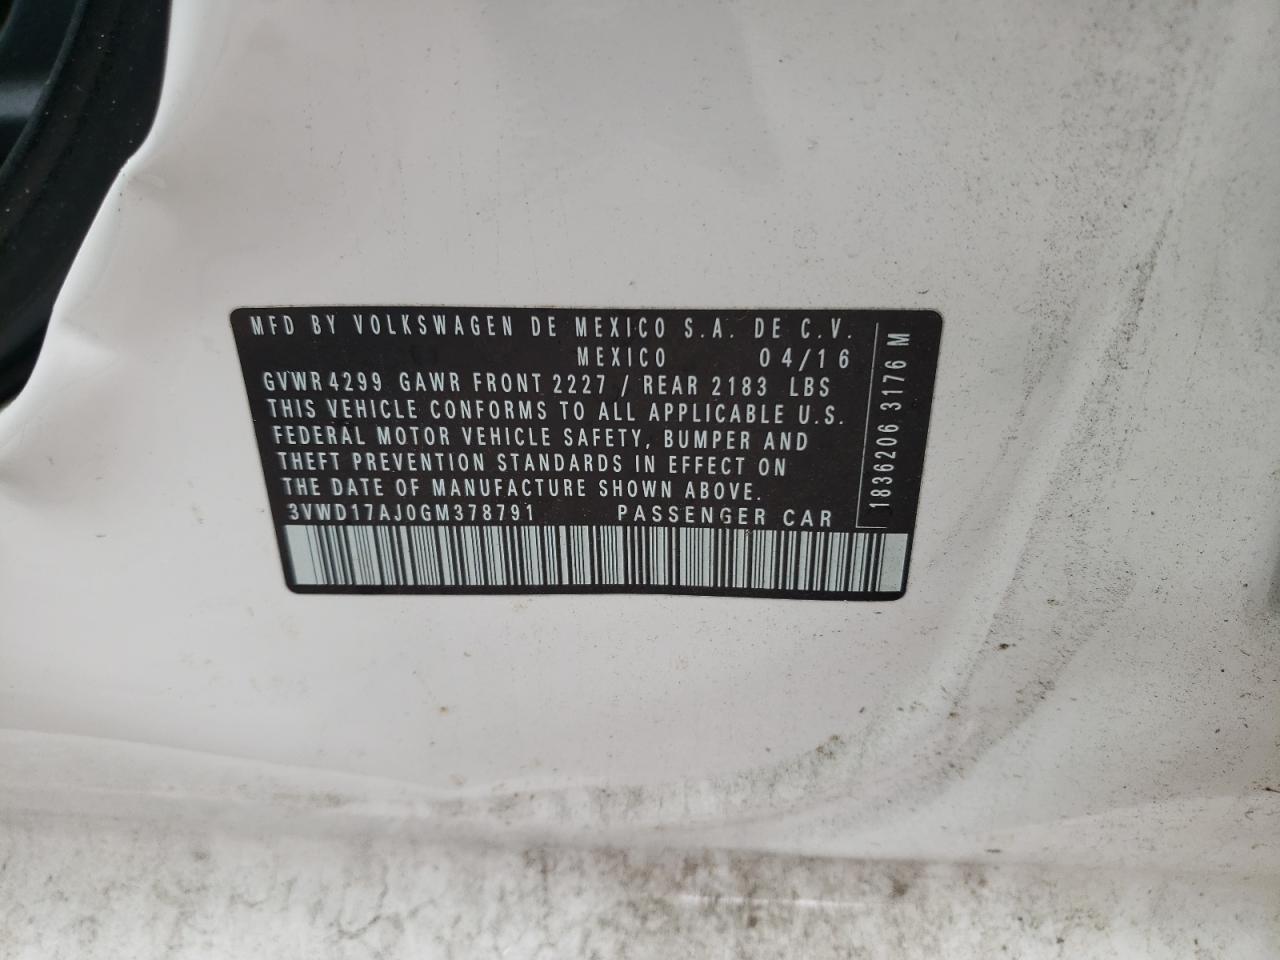 MFD BY VOLKSWAGEN DE MEXICO S.A. DE C.V.
MEXICO 04/16
GVWR 4299 GAWR FRONT 2227 / REAR 2183 LBS
THIS VEHICLE CONFORMS TO ALL APPLICABLE U.S.
FEDERAL MOTOR VEHICLE SAFETY, BUMPER AND
THEFT PREVENTION STANDARDS IN EFFECT ON
THE DATE OF MANUFACTURE SHOWN ABOVE.
3VWD17AJ0GM378791 PASSENGER CAR
1836206 3176 M